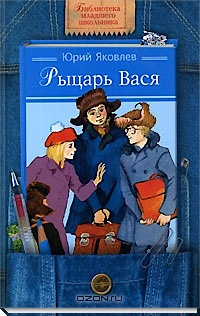 Библиотека
младшего
школьника
Юрий Яковлев
Рыцарь Вася
ozon.ru